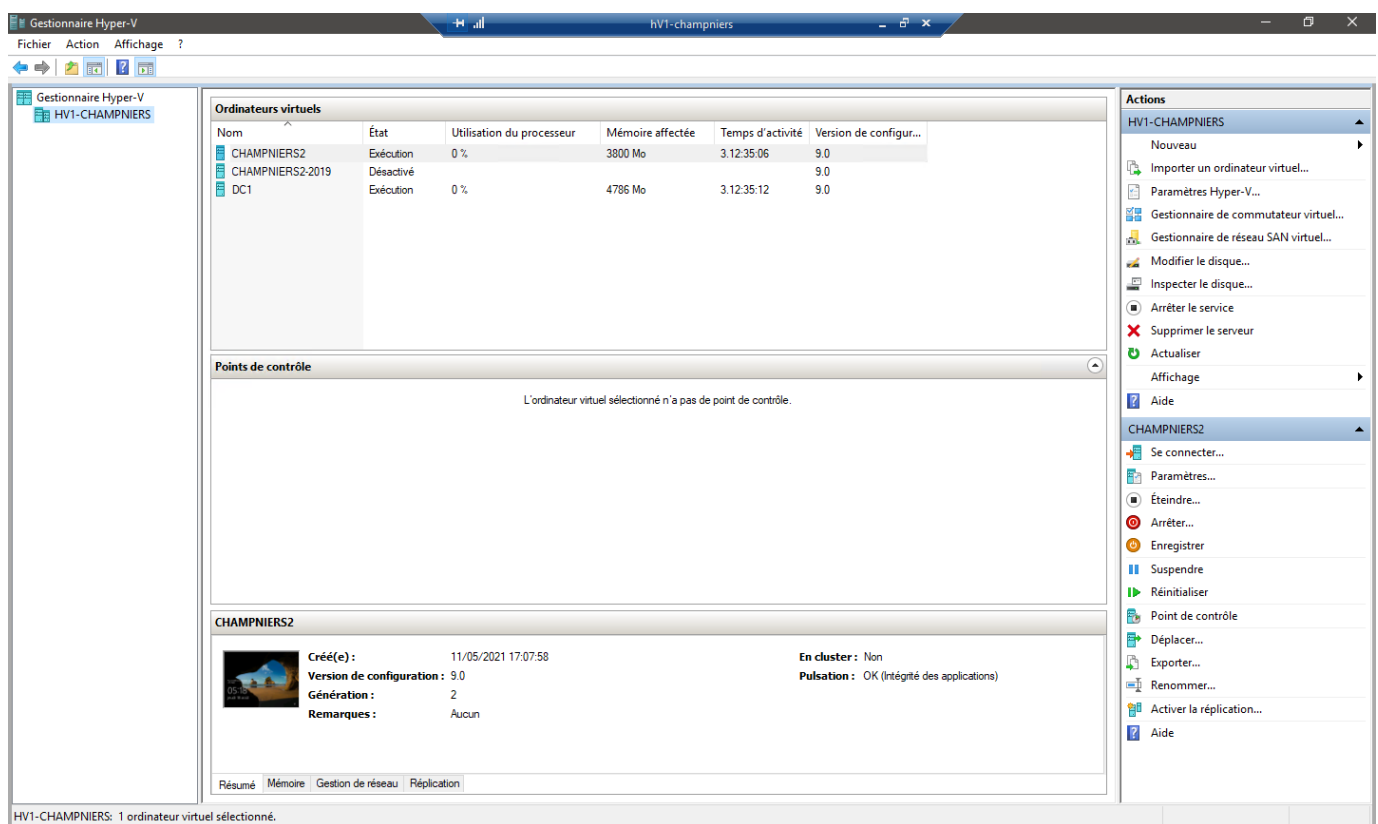 Gestionnaire Hyper-V
hV1-champniers
Fichier Action Affichage ?
Gestionnaire Hyper-V
HV1-CHAMPNIERS
Ordinateurs virtuels
Nom État Utilisation du processeur Mémoire affectée Temps d'activité Version de configur...
CHAMPNIERS2 Exécution 0 % 3800 Mo 3.12:35:06 9.0
CHAMPNIERS2-2019 Désactivé 9.0
DC1 Exécution 0 % 4786 Mo 3.12:35:12 9.0
Points de contrôle
L'ordinateur virtuel sélectionné n'a pas de point de contrôle.
CHAMPNIERS2
05:18
Créé(e) : 11/05/2021 17:07:58 En cluster : Non
Version de configuration : 9.0 Pulsation : OK (Intégrité des applications)
Génération : 2
Remarques : Aucun
Résumé Mémoire Gestion de réseau Réplication
Actions
HV1-CHAMPNIERS
Nouveau
Importer un ordinateur virtuel...
Paramètres Hyper-V...
Gestionnaire de commutateur virtuel...
Gestionnaire de réseau SAN virtuel...
Modifier le disque...
Inspecter le disque...
Arrêter le service
Supprimer le serveur
Actualiser
Affichage
Aide
CHAMPNIERS2
Se connecter...
Paramètres...
Éteindre...
Arrêter...
Enregistrer
Suspendre
Réinitialiser
Point de contrôle
Déplacer...
Exporter...
Renommer...
Activer la réplication...
Aide
HV1-CHAMPNIERS: 1 ordinateur virtuel sélectionné.